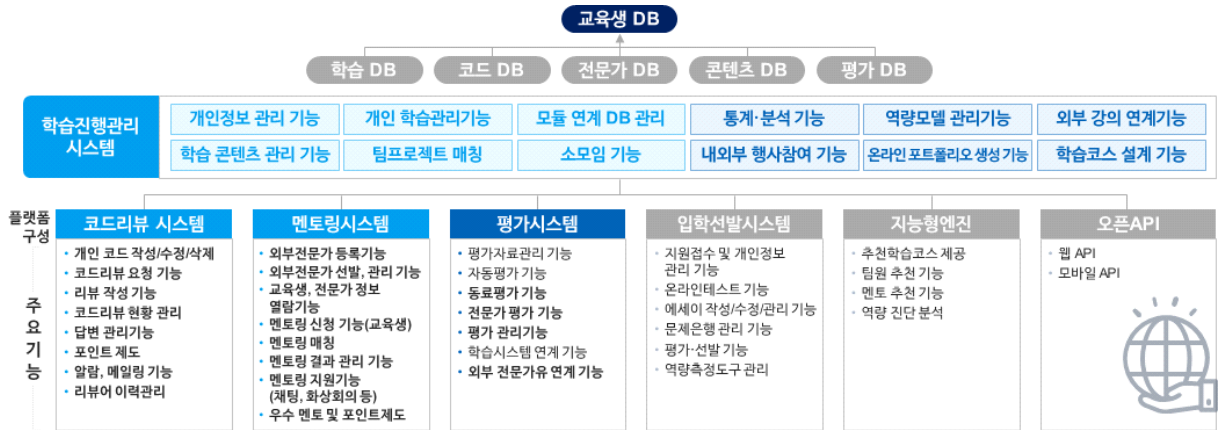 교육생 DB
학습 DB
코드 DB
전문가 DB
콘텐츠 DB
평가 DB
학습진행관리
시스템
개인정보 관리 기능
개인 학습관리기능
모듈 연계 DB 관리
통계·분석 기능
역량모델 관리기능
외부 강의 연계기능
학습 콘텐츠 관리 기능
팀프로젝트 매칭
소모임 기능
내외부 행사참여 기능
온라인 포트폴리오 생성 기능
학습코스 설계 기능
플랫폼
구성
주
요
기
능
코드리뷰 시스템
• 개인 코드 작성/수정/삭제
• 코드리뷰 요청 기능
• 리뷰 작성 기능
• 코드리뷰 현황 관리
• 답변 관리기능
• 포인트 제도
• 알람, 메일링 기능
• 리뷰어 이력관리
멘토링시스템
• 외부전문가 등록기능
• 외부전문가 선발, 관리 기능
• 교육생, 전문가 정보
열람기능
• 멘토링 신청 기능(교육생)
• 멘토링 매칭
• 멘토링 결과 관리 기능
• 멘토링 지원기능
(채팅, 화상회의 등)
• 우수 멘토 및 포인트제도
평가시스템
• 평가자료관리 기능
• 자동평가 기능
• 동료평가 기능
• 전문가 평가 기능
• 평가 관리기능
• 학습시스템 연계 기능
• 외부 전문가유 연계 기능
입학선발시스템
• 지원접수 및 개인정보
관리 기능
• 온라인테스트 기능
• 에세이 작성/수정/관리 기능
• 문제은행 관리 기능
• 평가·선발 기능
• 역량측정도구 관리
지능형엔진
• 추천학습코스 제공
• 팀원 추천 기능
• 멘토 추천 기능
• 역량 진단 분석
오픈API
• 웹 API
• 모바일 API